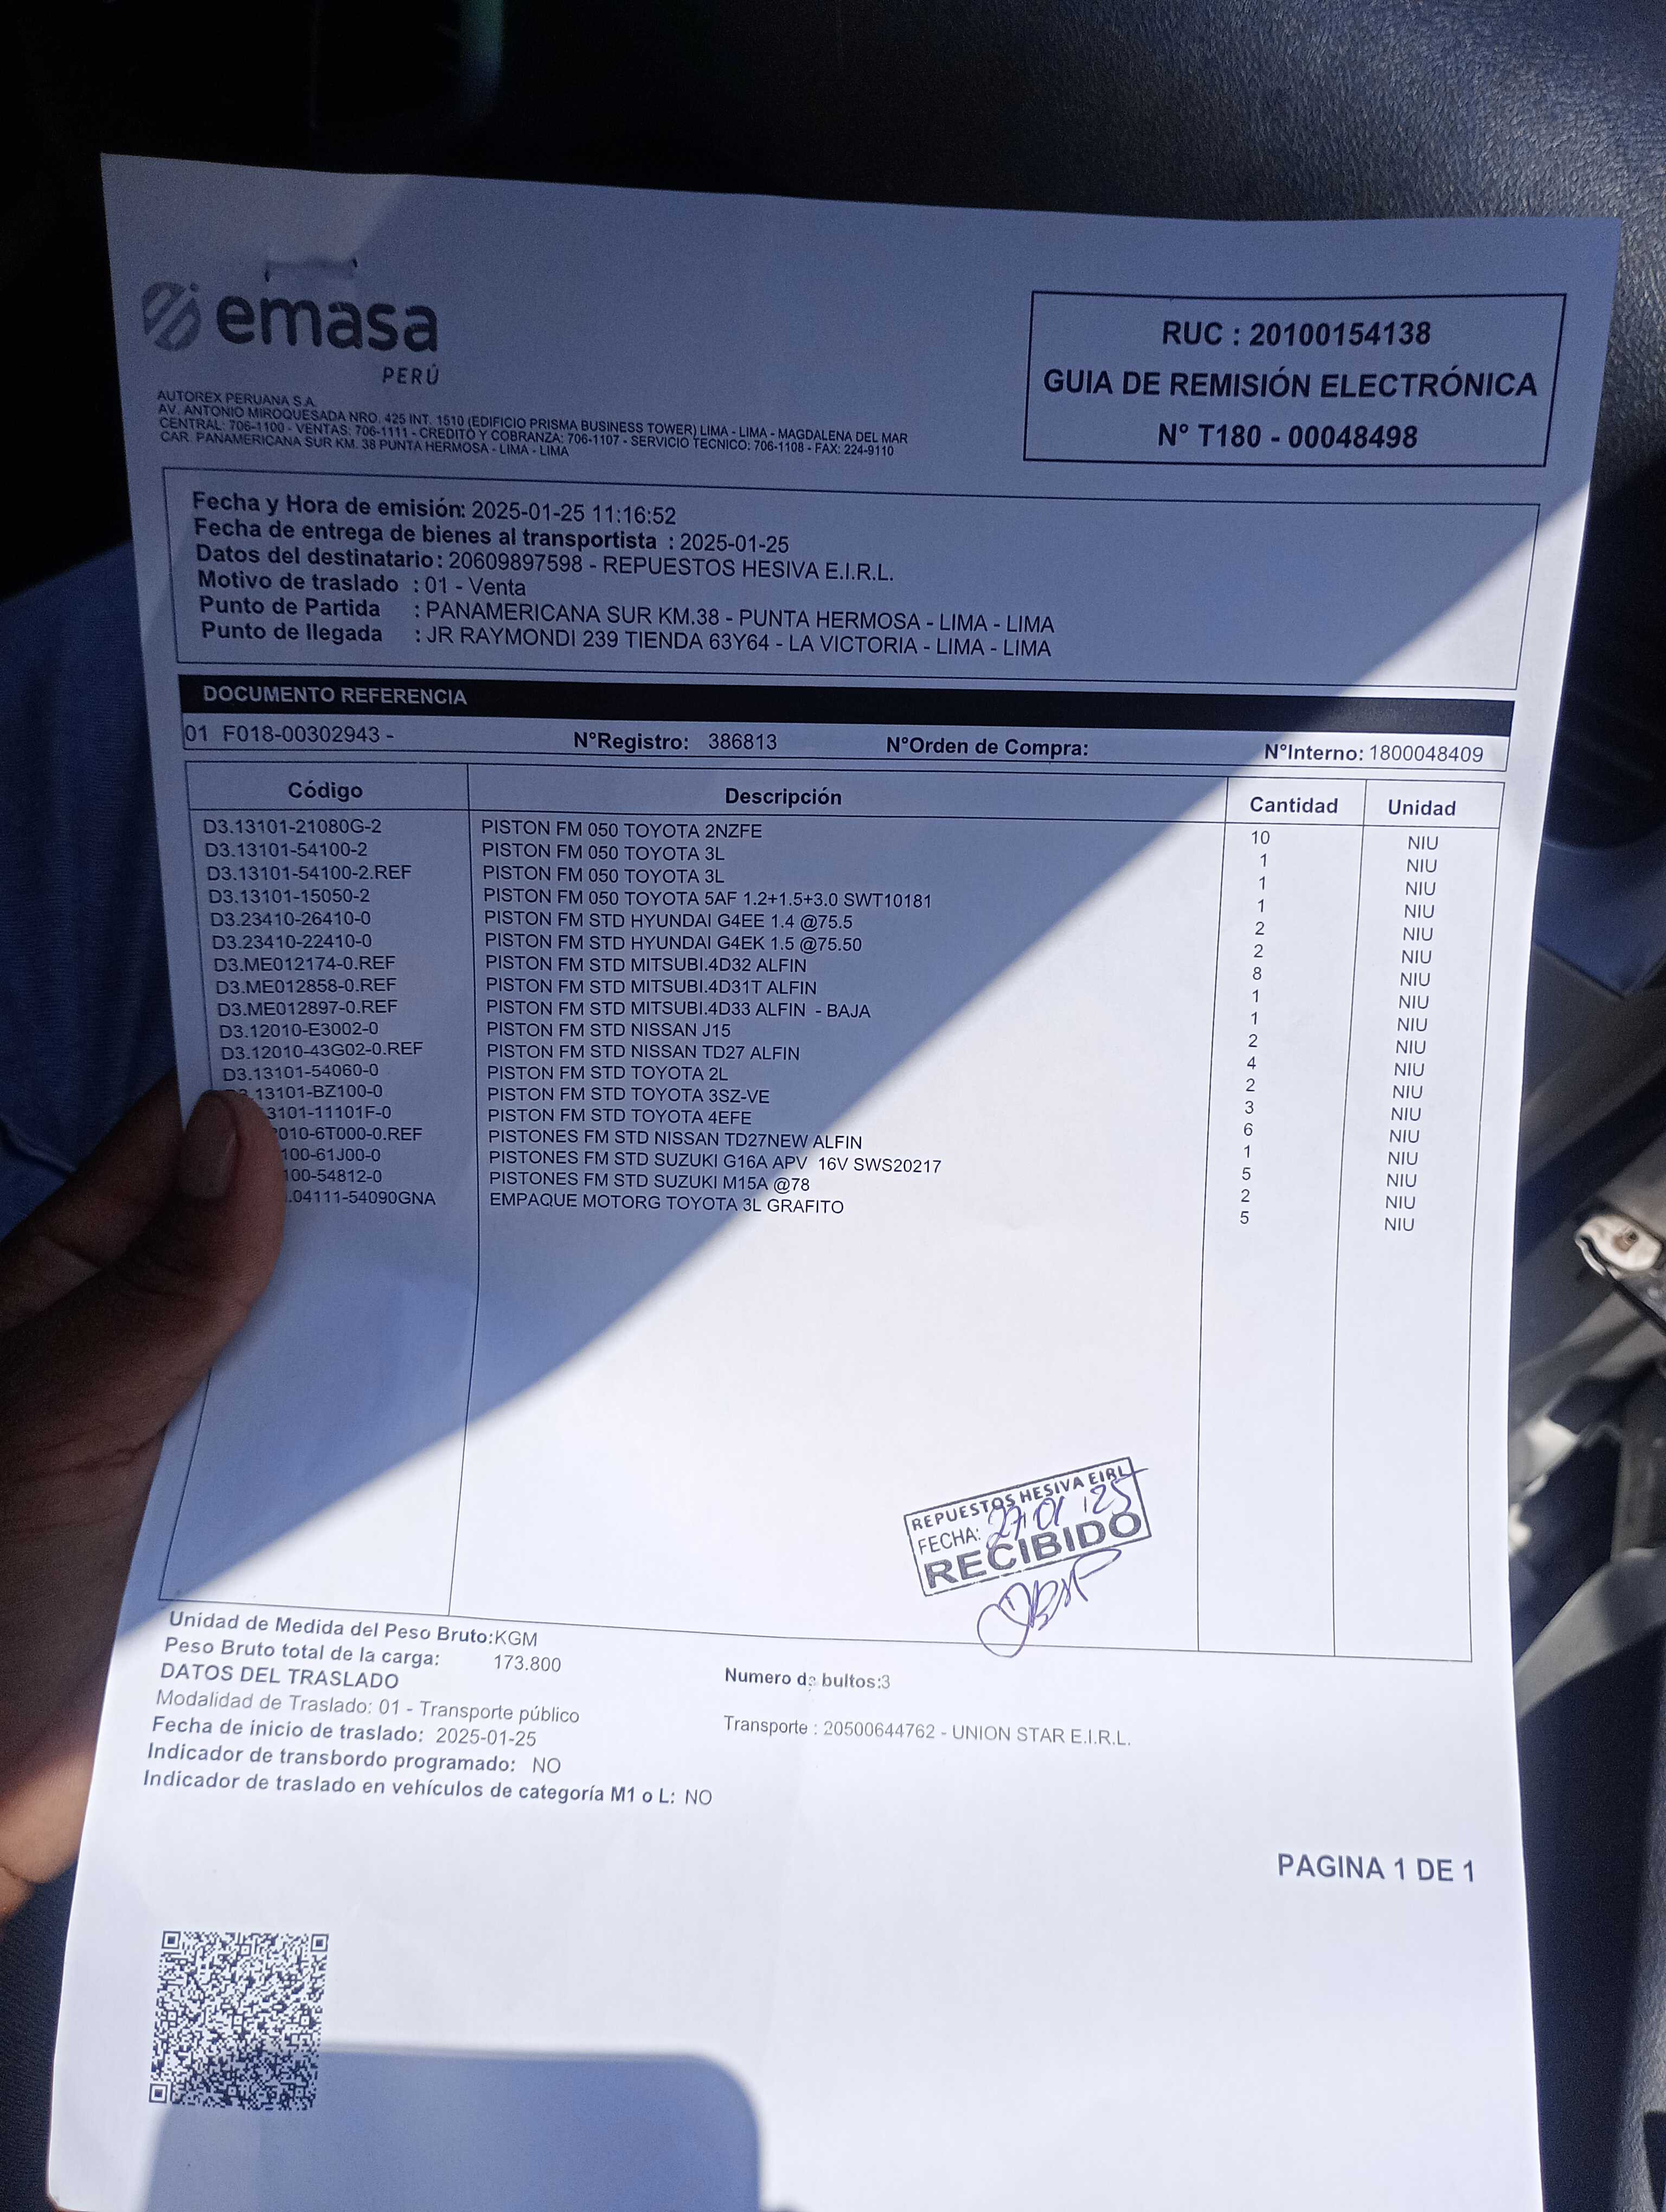 emasa
PERÚ
RUC : 20100154138
GUIA DE REMISIÓN ELECTRÓNICA
N° T180 - 00048498
AUTOREX PERUANA S.A.
AV. ANTONIO MIROQUESADA NRO. 425 INT. 1510 (EDIFICIO PRISMA BUSINESS TOWER) LIMA - LIMA - MAGDALENA DEL MAR
CENTRAL: 706-1100 - VENTAS: 706-1111 - CREDITO Y COBRANZA: 706-1107 - SERVICIO TECNICO: 706-1108 - FAX: 224-9110
CAR. PANAMERICANA SUR KM. 38 PUNTA HERMOSA - LIMA - LIMA
Fecha y Hora de emisión: 2025-01-25 11:16:52
Fecha de entrega de bienes al transportista : 2025-01-25
Datos del destinatario : 20609897598 - REPUESTOS HESIVA E.I.R.L.
Motivo de traslado : 01 - Venta
Punto de Partida : PANAMERICANA SUR KM.38 - PUNTA HERMOSA - LIMA - LIMA
Punto de llegada : JR RAYMONDI 239 TIENDA 63Y64 - LA VICTORIA - LIMA - LIMA
DOCUMENTO REFERENCIA
01 F018-00302943 - N°Registro: 386813 N°Orden de Compra: N°Interno: 1800048409
Código Descripción Cantidad Unidad
D3.13101-21080G-2 PISTON FM 050 TOYOTA 2NZFE 10 NIU
D3.13101-54100-2 PISTON FM 050 TOYOTA 3L 1 NIU
D3.13101-54100-2.REF PISTON FM 050 TOYOTA 3L 1 NIU
D3.13101-15050-2 PISTON FM 050 TOYOTA 5AF 1.2+1.5+3.0 SWT10181 1 NIU
D3.23410-26410-0 PISTON FM STD HYUNDAI G4EE 1.4 @75.5 2 NIU
D3.23410-22410-0 PISTON FM STD HYUNDAI G4EK 1.5 @75.50 2 NIU
D3.ME012174-0.REF PISTON FM STD MITSUBI.4D32 ALFIN 8 NIU
D3.ME012858-0.REF PISTON FM STD MITSUBI.4D31T ALFIN 1 NIU
D3.ME012897-0.REF PISTON FM STD MITSUBI.4D33 ALFIN - BAJA 1 NIU
D3.12010-E3002-0 PISTON FM STD NISSAN J15 2 NIU
D3.12010-43G02-0.REF PISTON FM STD NISSAN TD27 ALFIN 4 NIU
D3.13101-54060-0 PISTON FM STD TOYOTA 2L 2 NIU
D3.13101-BZ100-0 PISTON FM STD TOYOTA 3SZ-VE 3 NIU
3101-11101F-0 PISTON FM STD TOYOTA 4EFE 6 NIU
010-6T000-0.REF PISTONES FM STD NISSAN TD27NEW ALFIN 1 NIU
100-61J00-0 PISTONES FM STD SUZUKI G16A APV 16V SWS20217 5 NIU
100-54812-0 PISTONES FM STD SUZUKI M15A @78 2 NIU
.04111-54090GNA EMPAQUE MOTORG TOYOTA 3L GRAFITO 5 NIU
REPUESTOS HESIVA EIRL
FECHA: 27 01 25
RECIBIDO
Unidad de Medida del Peso Bruto:KGM
Peso Bruto total de la carga: 173.800
Numero de bultos:3
DATOS DEL TRASLADO
Modalidad de Traslado: 01 - Transporte público
Transporte : 20500644762 - UNION STAR E.I.R.L.
Fecha de inicio de traslado: 2025-01-25
Indicador de transbordo programado: NO
Indicador de traslado en vehículos de categoría M1 o L: NO
PAGINA 1 DE 1